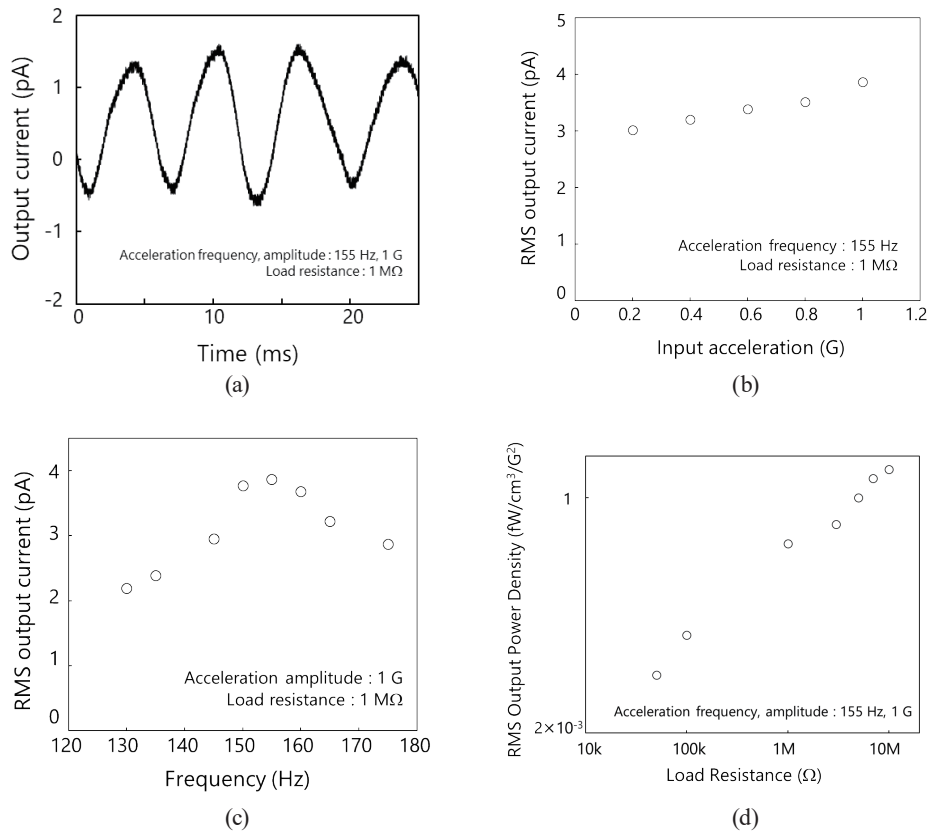 2
1
0
-1
-2
Output current (pA)
Acceleration frequency, amplitude : 155 Hz, 1 G
Load resistance : 1 MΩ
0
10
20
Time (ms)
(a)
5
4
3
2
1
0
RMS output current (pA)
Acceleration frequency : 155 Hz
Load resistance : 1 MΩ
0
0.2
0.4
0.6
0.8
1
1.2
Input acceleration (G)
(b)
4
3
2
1
0
RMS output current (pA)
Acceleration amplitude : 1 G
Load resistance : 1 MΩ
120
130
140
150
160
170
180
Frequency (Hz)
(c)
RMS Output Power Density (fW/cm³/G²)
1
2×10⁻³
Acceleration frequency, amplitude : 155 Hz, 1 G
10k
100k
1M
10M
Load Resistance (Ω)
(d)